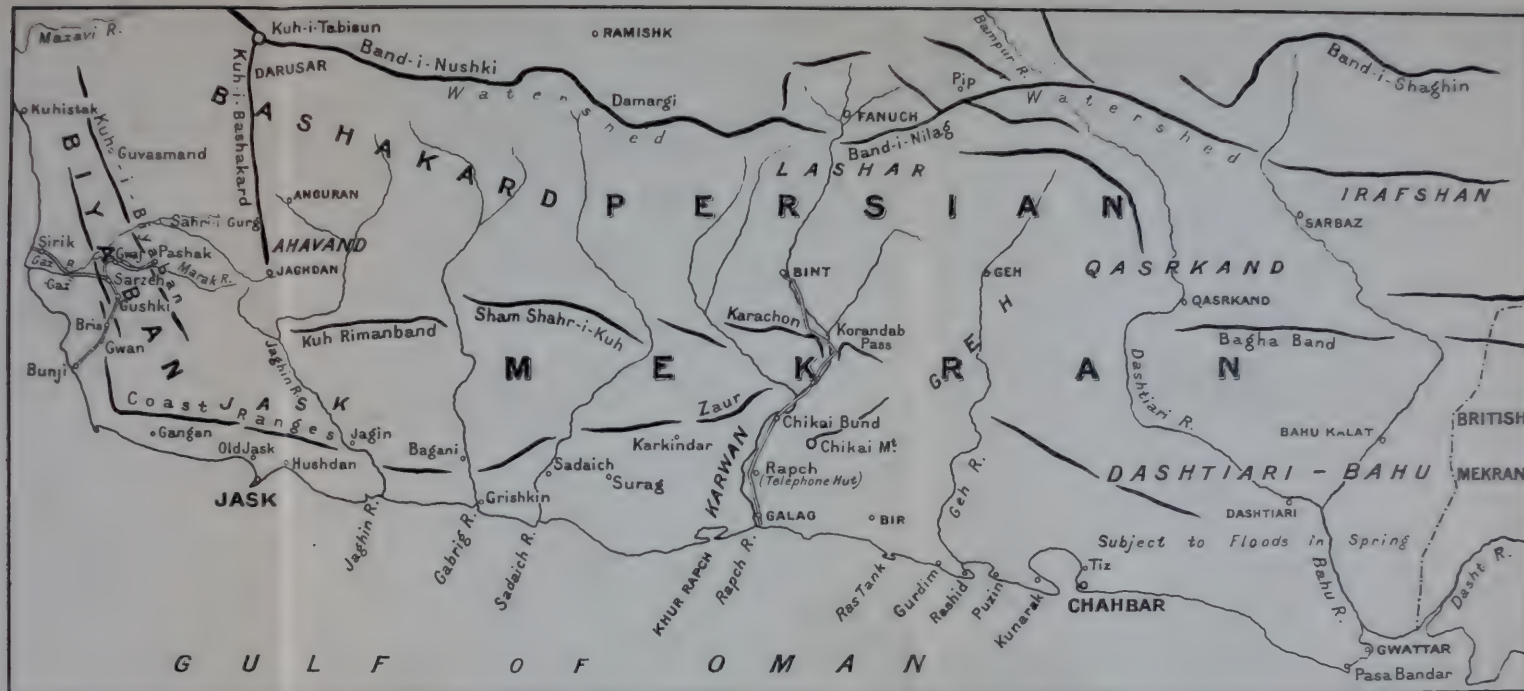 Mazavi R.
Kuh-i-Tabisun
RAMISHK
Band-i-Nushki
Bampur R.
Band-i-Shaghin
DARUSAR
Kuh-i-Bashakard
Watershed
Damargi
Pip
Watershed
Kuhistak
Kuh-i-Biyaban
Guvasmand
BIYABAN
BASHAKARD
FANUCH
Band-i-Nilag
LASHAR
PERSIAN
IRAFSHAN
ANGURAN
SARBAZ
Sahr-i-Gurg
AHAVAND
Sirik
Gaz R.
Gaz
Pashak
Marak R.
JAGHDAN
Sarzeh
Gushki
BINT
GEH
QASRKAND
QASRKAND
Bris
Gwan
Bunji
Kuh Rimanband
Sham Shahr-i-Kuh
Karachon
Korandab
Pass
GEH
Bagha Band
Jaghin R.
MEKRAN
Dashtiari R.
Coast Ranges
JASK
Zaur
BRITISH
MEKRAN
Gangan
Old Jask
Hushdan
Jagin
Bagani
Karkindar
Chikai Bund
Chikai Mt.
BAHU KALAT
JASK
Sadaich
Surag
KARWAN
Rapch
(Telephone Hut)
DASHTIARI - BAHU
Grishkin
GALAG
BIR
Geh R.
DASHTIARI
Subject to Floods in Spring
Jaghin R.
Gabrig R.
Sadaich R.
KHUR RAPCH
Rapch R.
Ras Tank
Gurdim
Rashid
Puzin
Kunarak
Tiz
CHAHBAR
Bahu R.
Dasht R.
GWATTAR
Pasa Bandar
GULF OF OMAN